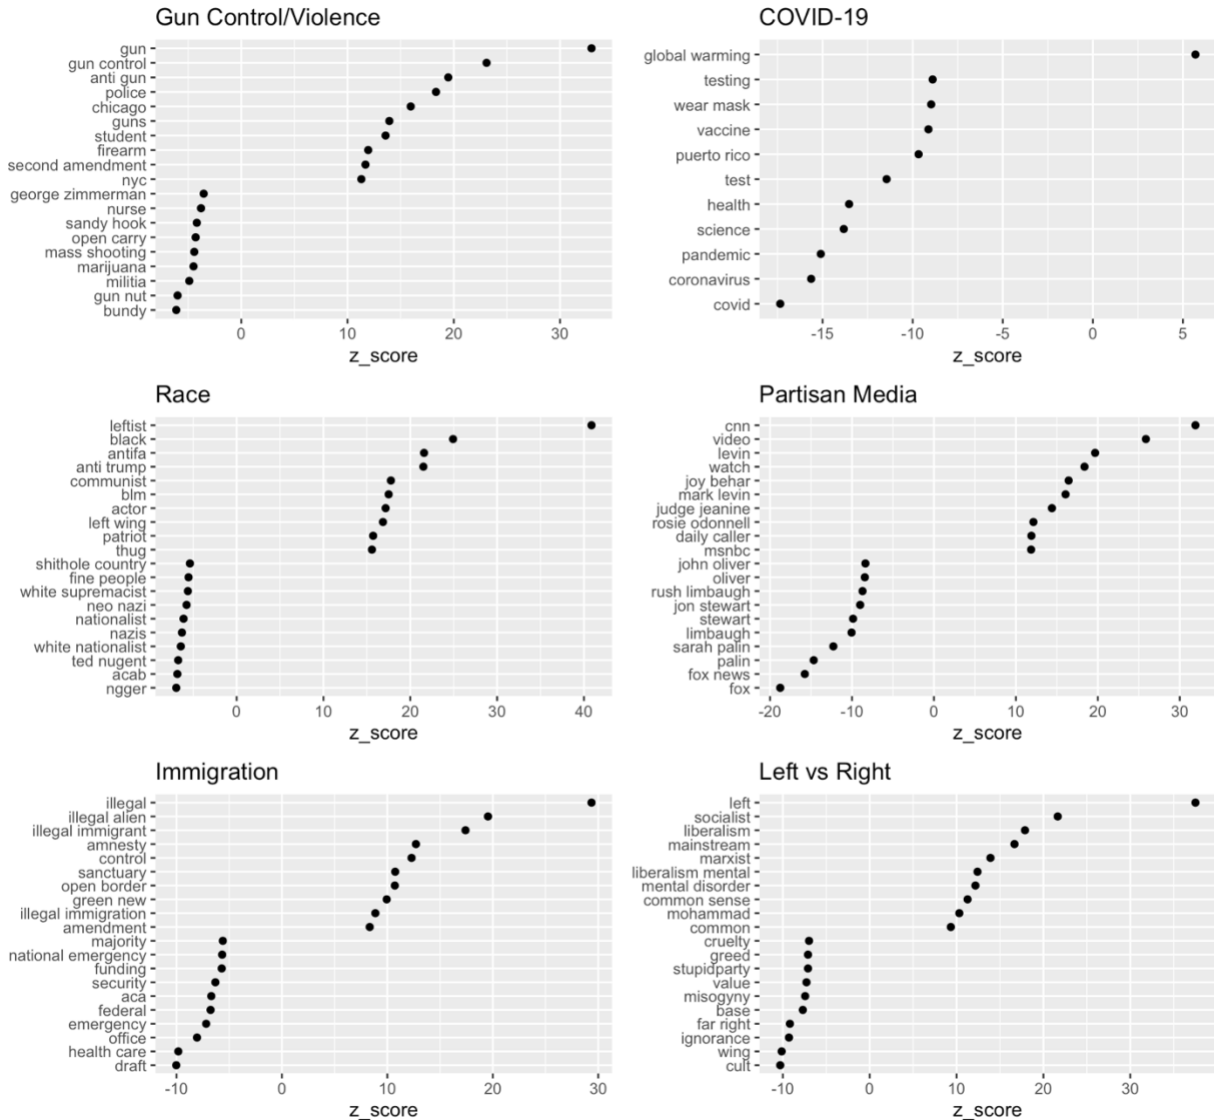 Gun Control/Violence
gun
gun control
anti gun
police
chicago
guns
student
firearm
second amendment
nyc
george zimmerman
nurse
sandy hook
open carry
mass shooting
marijuana
militia
gun nut
bundy
0 10 20 30
z_score
COVID-19
global warming
testing
wear mask
vaccine
puerto rico
test
health
science
pandemic
coronavirus
covid
-15 -10 -5 0 5
z_score
Race
leftist
black
antifa
anti trump
communist
blm
actor
left wing
patriot
thug
shithole country
fine people
white supremacist
neo nazi
nationalist
nazis
white nationalist
ted nugent
acab
ngger
0 10 20 30 40
z_score
Partisan Media
cnn
video
levin
watch
joy behar
mark levin
judge jeanine
rosie odonnell
daily caller
msnbc
john oliver
oliver
rush limbaugh
jon stewart
stewart
limbaugh
sarah palin
palin
fox news
fox
-20 -10 0 10 20 30
z_score
Immigration
illegal
illegal alien
illegal immigrant
amnesty
control
sanctuary
open border
green new
illegal immigration
amendment
majority
national emergency
funding
security
aca
federal
emergency
office
health care
draft
-10 0 10 20 30
z_score
Left vs Right
left
socialist
liberalism
mainstream
marxist
liberalism mental
mental disorder
common sense
mohammad
common
cruelty
greed
stupidparty
value
misogyny
base
far right
ignorance
wing
cult
-10 0 10 20 30
z_score